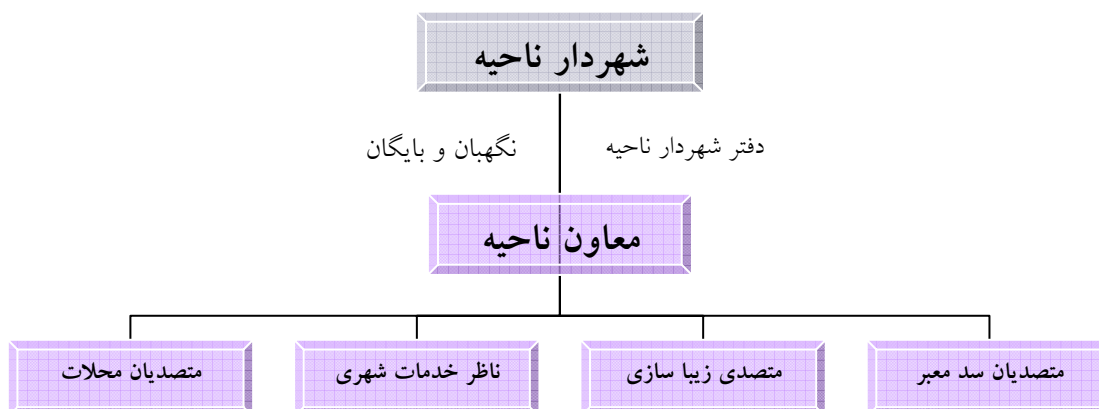 شهردار ناحیه
دفتر شهردار ناحیه
نگهبان و بایگان
معاون ناحیه
متصدیان سد معبر
متصدی زیبا سازی
ناظر خدمات شهری
متصدیان محلات